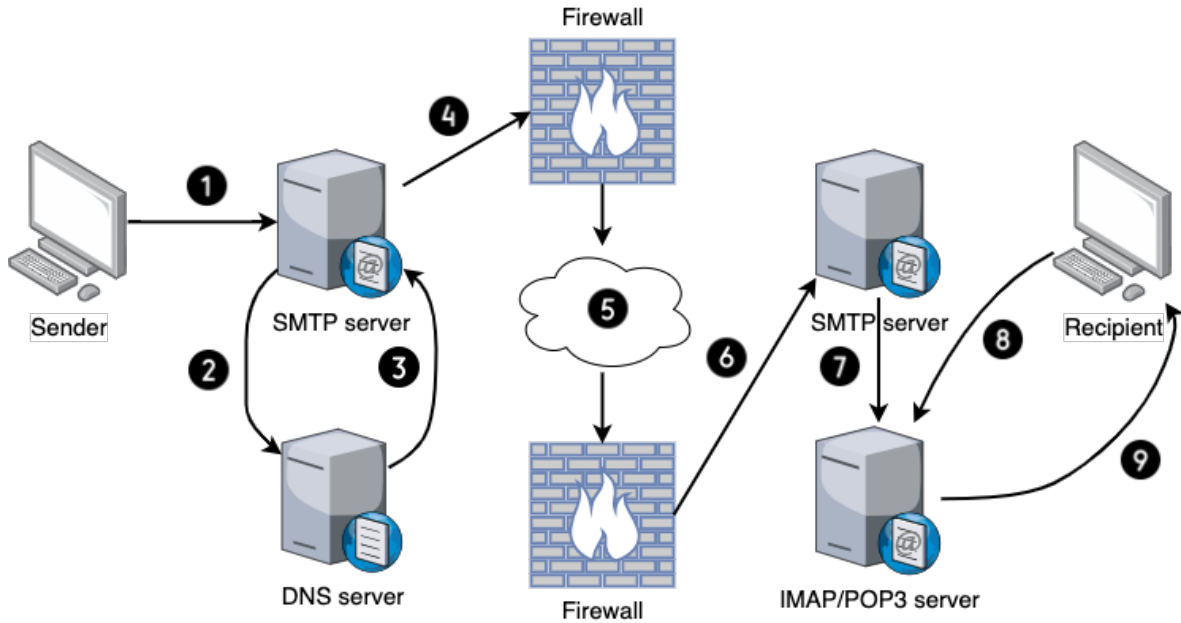 Firewall
4
1
Sender
SMTP server
2
3
DNS server
5
Firewall
6
SMTP server
7
8
Recipient
9
IMAP/POP3 server
@
@
@